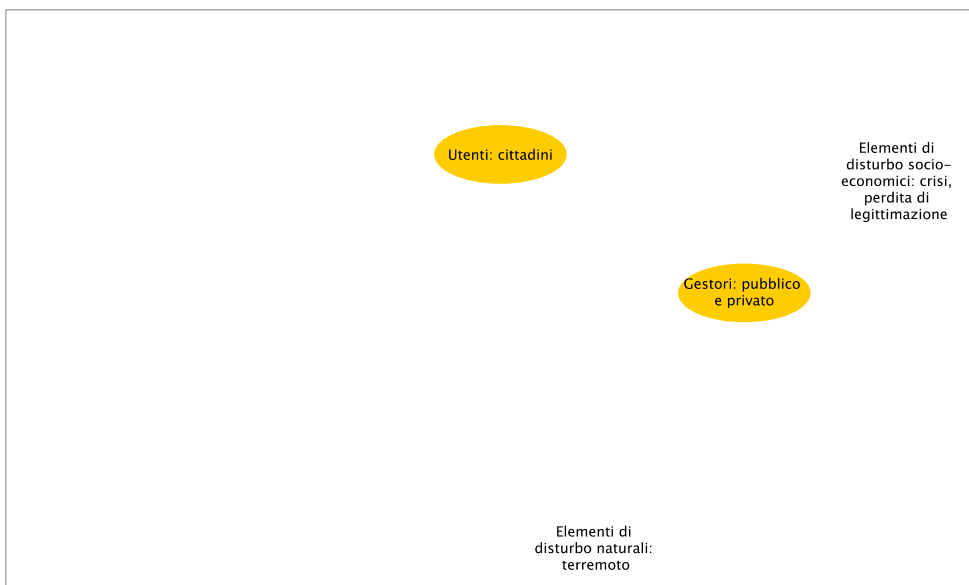 Utenti: cittadini
Elementi di
disturbo socio-
economici: crisi,
perdita di
legittimazione
Gestori: pubblico
e privato
Elementi di
disturbo naturali:
terremoto